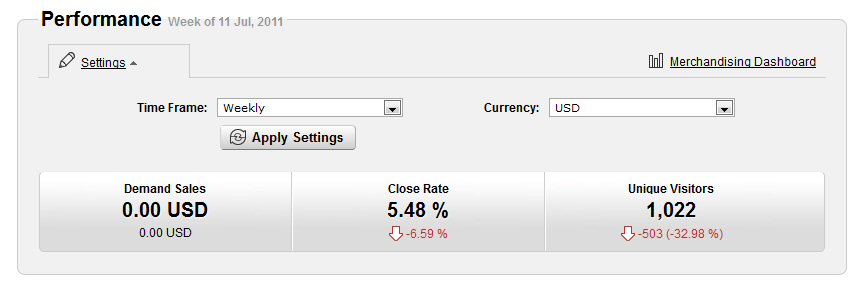 Performance Week of 11 Jul, 2011
Settings
Merchandising Dashboard
Time Frame: Weekly
Currency: USD
Apply Settings
Demand Sales
0.00 USD
0.00 USD
Close Rate
5.48 %
-6.59 %
Unique Visitors
1,022
-503 (-32.98 %)